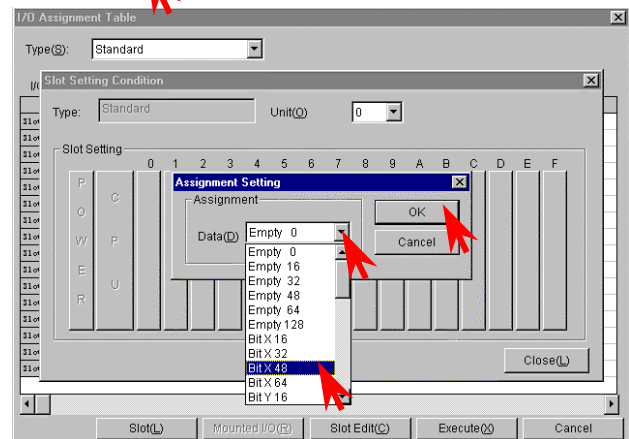 I/O Assignment Table
Type(S): Standard
Slot Setting Condition
Type: Standard Unit(O) 0
Slot Setting
0 1 2 3 4 5 6 7 8 9 A B C D E F
POWER
CPU
Assignment Setting
Assignment
Data(D) Empty 0
OK
Cancel
Empty 0
Empty 16
Empty 32
Empty 48
Empty 64
Empty 128
Bit X 16
Bit X 32
Bit X 48
Bit X 64
Bit Y 16
Close(L)
Slot(L) Mounted I/O(R) Slot Edit(C) Execute(X) Cancel